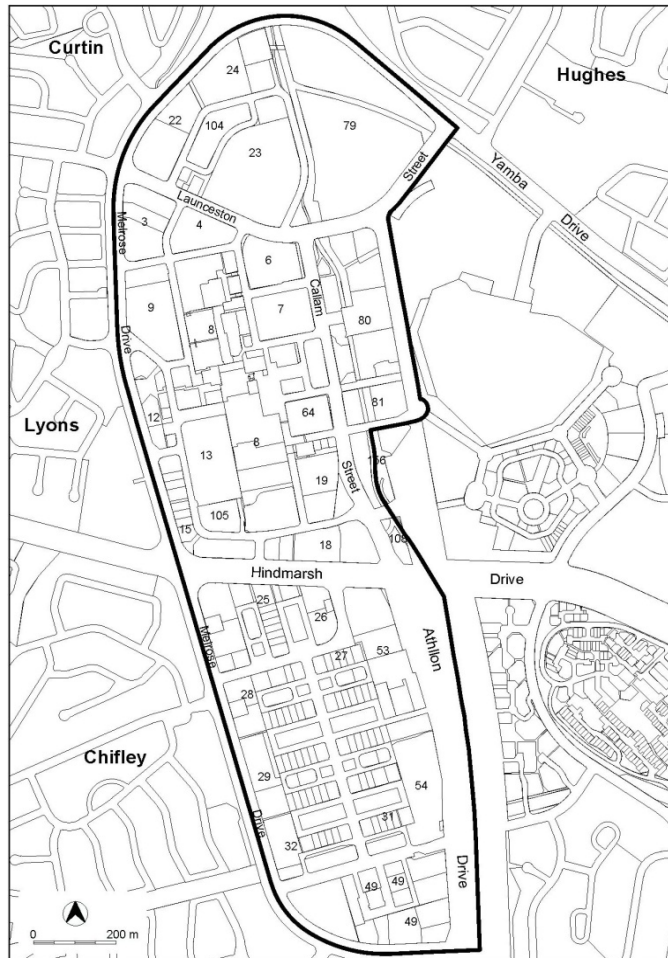 Curtin
Hughes
24
22
104
79
23
Street
Yamba
Drive
Launceston
Melrose
3
4
6
Callam
9
7
8
80
Drive
12
64
81
Lyons
13
8
156
19
Street
105
15
18
Hindmarsh
Drive
25
26
Athllon
Melrose
27
53
28
Chifley
29
54
Drive
31
32
Drive
49
49
49
0
200 m